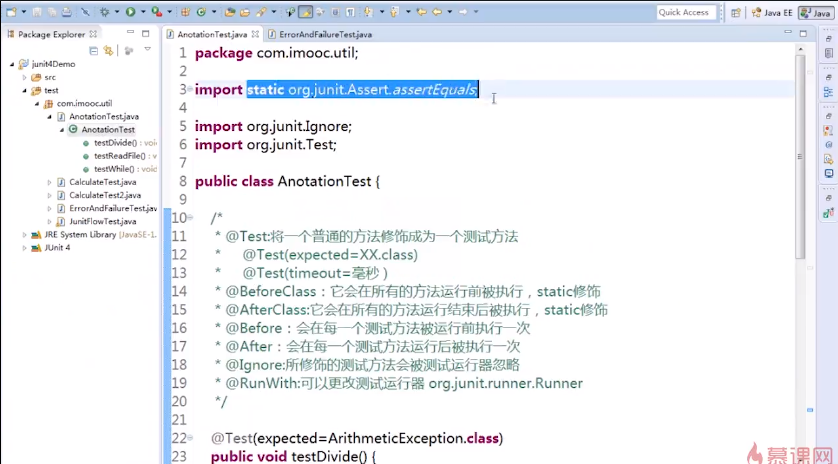 Quick Access
Java EE
Java
Package Explorer
junit4Demo
src
test
com.imooc.util
AnotationTest.java
AnotationTest
testDivide() : void
testReadFile() : voi
testWhile() : void
CalculateTest.java
CalculateTest2.java
ErrorAndFailureTest.jav
JunitFlowTest.java
JRE System Library [JavaSE-1.
JUnit 4
AnotationTest.java
ErrorAndFailureTest.java
1 package com.imooc.util;
2
3 import static org.junit.Assert.assertEquals;
4
5 import org.junit.Ignore;
6 import org.junit.Test;
7
8 public class AnotationTest {
9
10 /*
11 * @Test:将一个普通的方法修饰成为一个测试方法
12 * @Test(expected=XX.class)
13 * @Test(timeout=毫秒 )
14 * @BeforeClass：它会在所有的方法运行前被执行，static修饰
15 * @AfterClass:它会在所有的方法运行结束后被执行，static修饰
16 * @Before：会在每一个测试方法被运行前执行一次
17 * @After：会在每一个测试方法运行后被执行一次
18 * @Ignore:所修饰的测试方法会被测试运行器忽略
19 * @RunWith:可以更改测试运行器 org.junit.runner.Runner
20 */
21
22 @Test(expected=ArithmeticException.class)
23 public void testDivide() {
慕课网